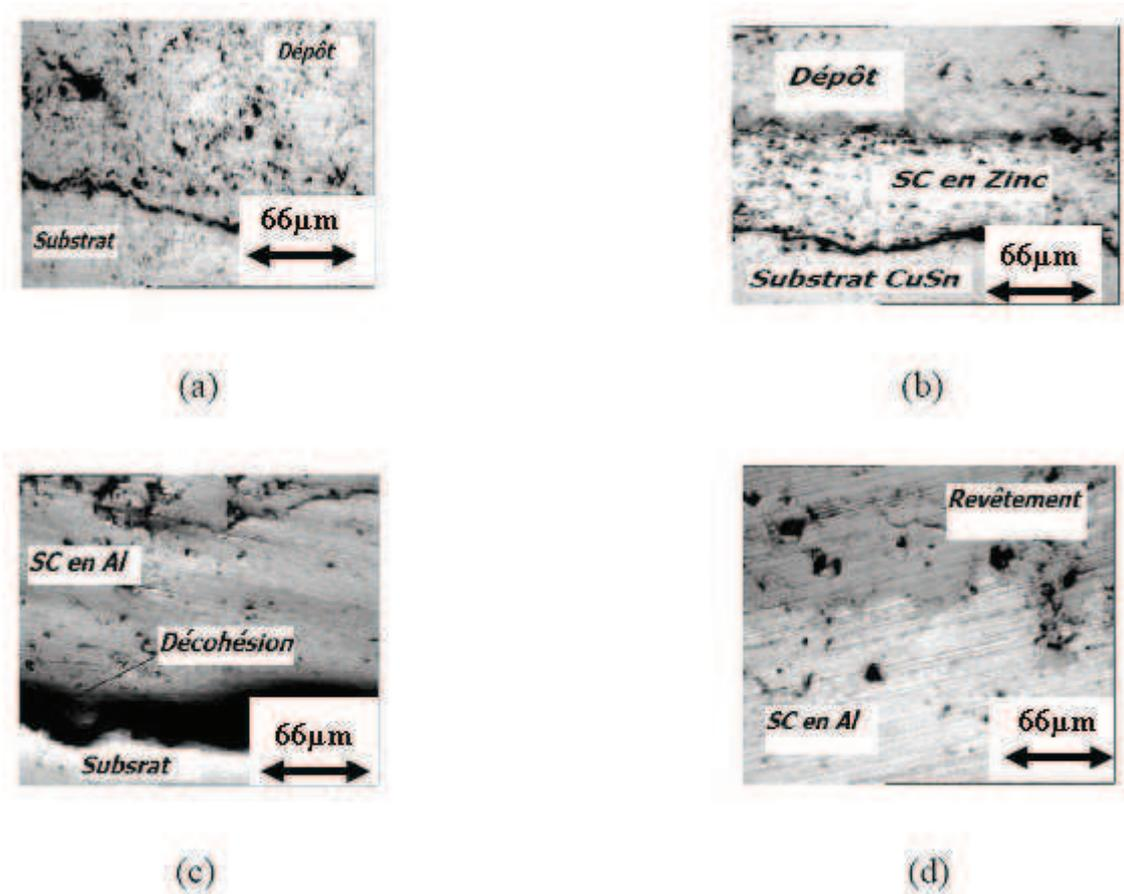 Dépôt
Substrat
66µm
(a)
Dépôt
SC en Zinc
Substrat CuSn
66µm
(b)
SC en Al
Décohésion
Subsrat
66µm
(c)
Revêtement
SC en Al
66µm
(d)